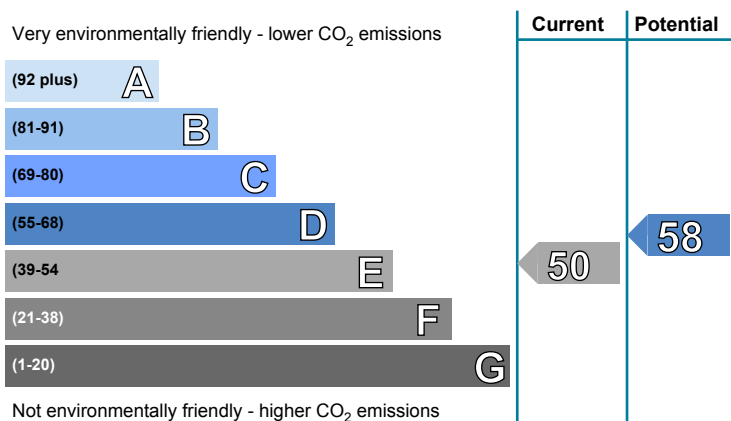 Very environmentally friendly - lower CO₂ emissions
Current
Potential
(92 plus) A
(81-91) B
(69-80) C
(55-68) D
58
(39-54 E
50
(21-38) F
(1-20) G
Not environmentally friendly - higher CO₂ emissions